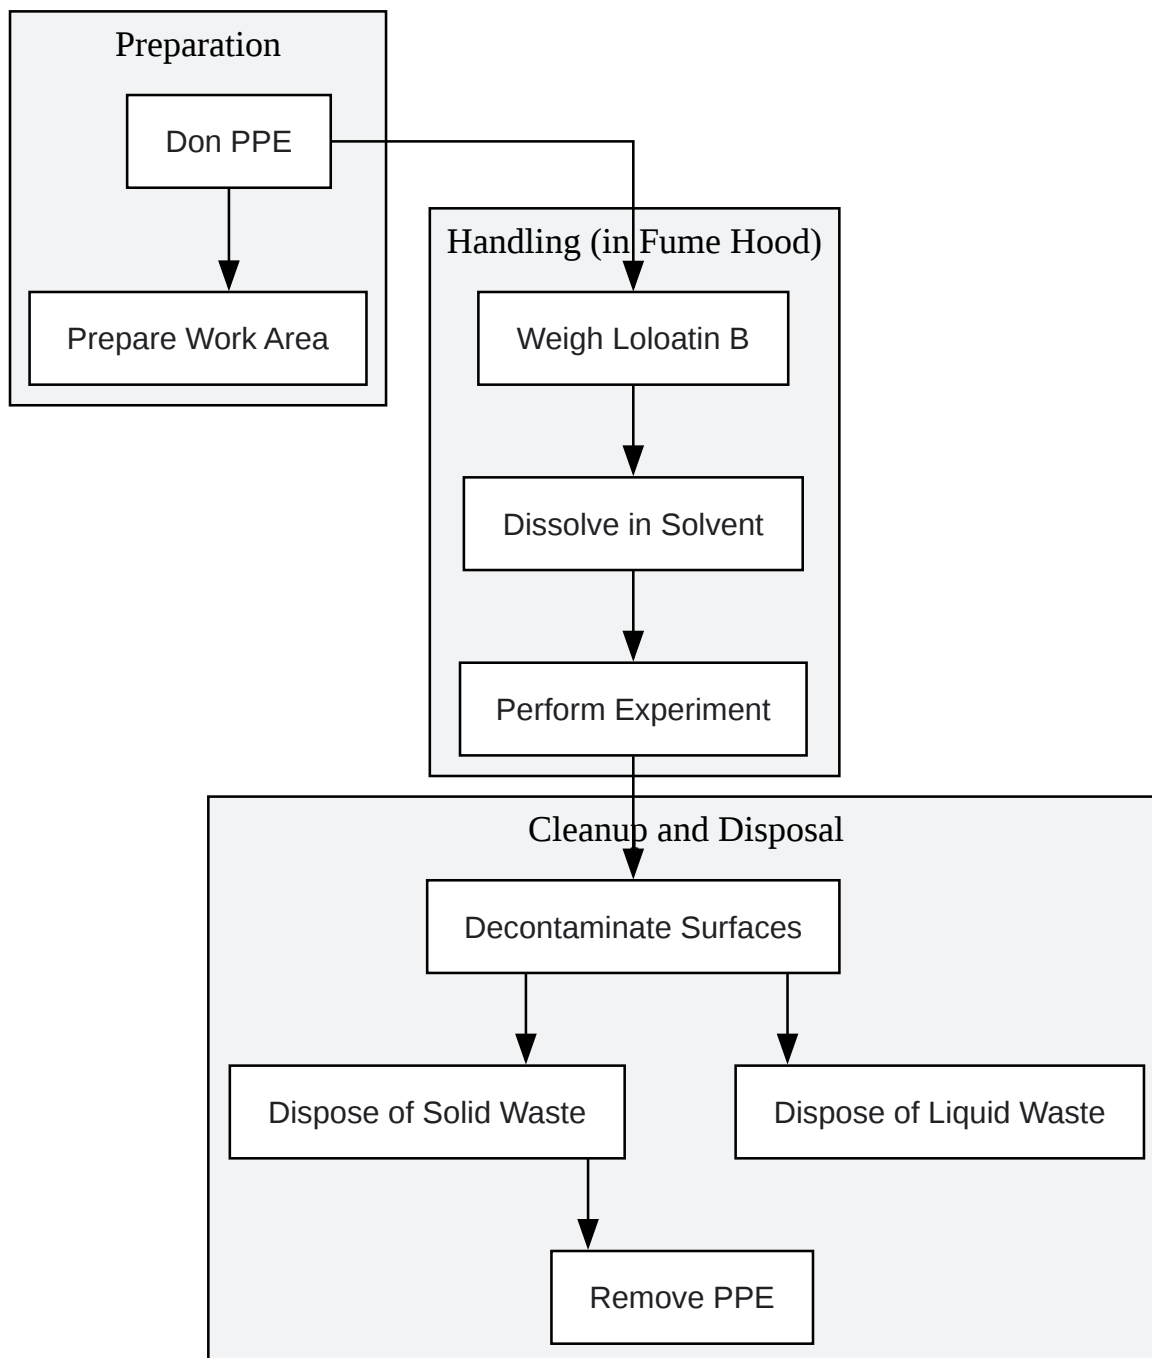 Preparation
Don PPE
Prepare Work Area
Handling (in Fume Hood)
Weigh Loloatin B
Dissolve in Solvent
Perform Experiment
Cleanup and Disposal
Decontaminate Surfaces
Dispose of Solid Waste
Dispose of Liquid Waste
Remove PPE